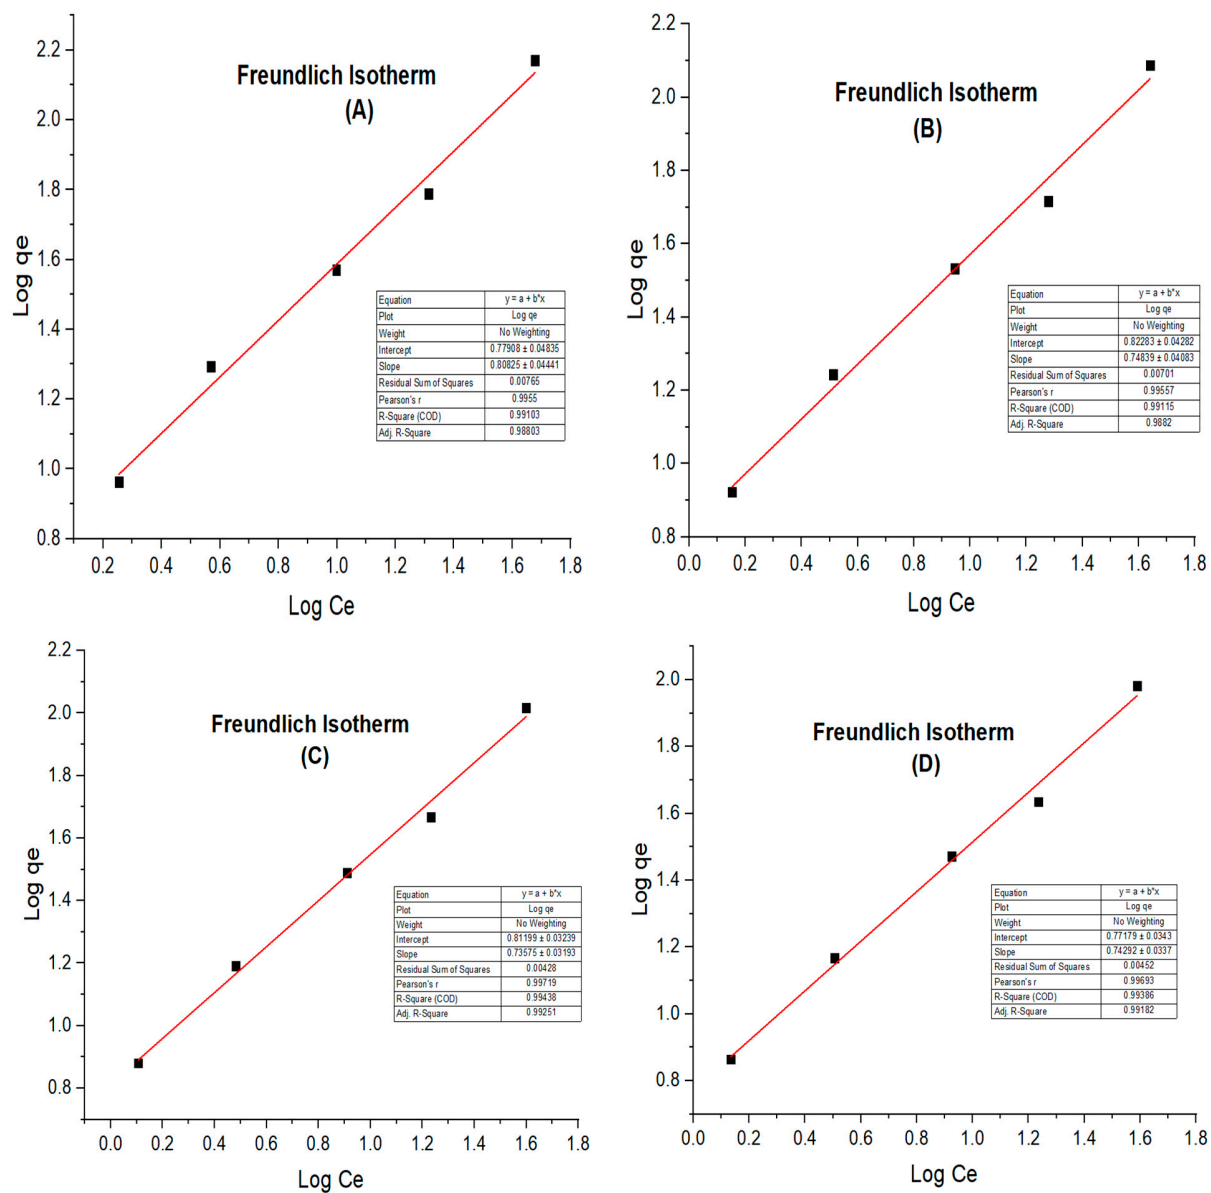 Freundlich Isotherm
(A)
Log qe
2.2
2.0
1.8
1.6
1.4
1.2
1.0
0.8
0.2 0.4 0.6 0.8 1.0 1.2 1.4 1.6 1.8
Log Ce
Equation y = a + b*x
Plot Log qe
Weight No Weighting
Intercept 0.77908 ± 0.04835
Slope 0.80825 ± 0.04441
Residual Sum of Squares 0.00765
Pearson's r 0.9955
R-Square (COD) 0.99103
Adj. R-Square 0.98803
Freundlich Isotherm
(B)
Log qe
2.0
1.8
1.6
1.4
1.2
1.0
0.8
0.0 0.2 0.4 0.6 0.8 1.0 1.2 1.4 1.6 1.8
Log Ce
Equation y = a + b*x
Plot Log qe
Weight No Weighting
Intercept 0.82283 ± 0.04282
Slope 0.74839 ± 0.04083
Residual Sum of Squares 0.00701
Pearson's r 0.99557
R-Square (COD) 0.99115
Adj. R-Square 0.9882
Freundlich Isotherm
(C)
Log qe
2.2
2.0
1.8
1.6
1.4
1.2
1.0
0.8
0.0 0.2 0.4 0.6 0.8 1.0 1.2 1.4 1.6 1.8
Log Ce
Equation y = a + b*x
Plot Log qe
Weight No Weighting
Intercept 0.81199 ± 0.03239
Slope 0.73575 ± 0.03193
Residual Sum of Squares 0.00428
Pearson's r 0.99719
R-Square (COD) 0.99438
Adj. R-Square 0.99251
Freundlich Isotherm
(D)
Log qe
2.0
1.8
1.6
1.4
1.2
1.0
0.8
0.0 0.2 0.4 0.6 0.8 1.0 1.2 1.4 1.6 1.8
Log Ce
Equation y = a + b*x
Plot Log qe
Weight No Weighting
Intercept 0.77179 ± 0.0343
Slope 0.74292 ± 0.0337
Residual Sum of Squares 0.00452
Pearson's r 0.99693
R-Square (COD) 0.99386
Adj. R-Square 0.99182